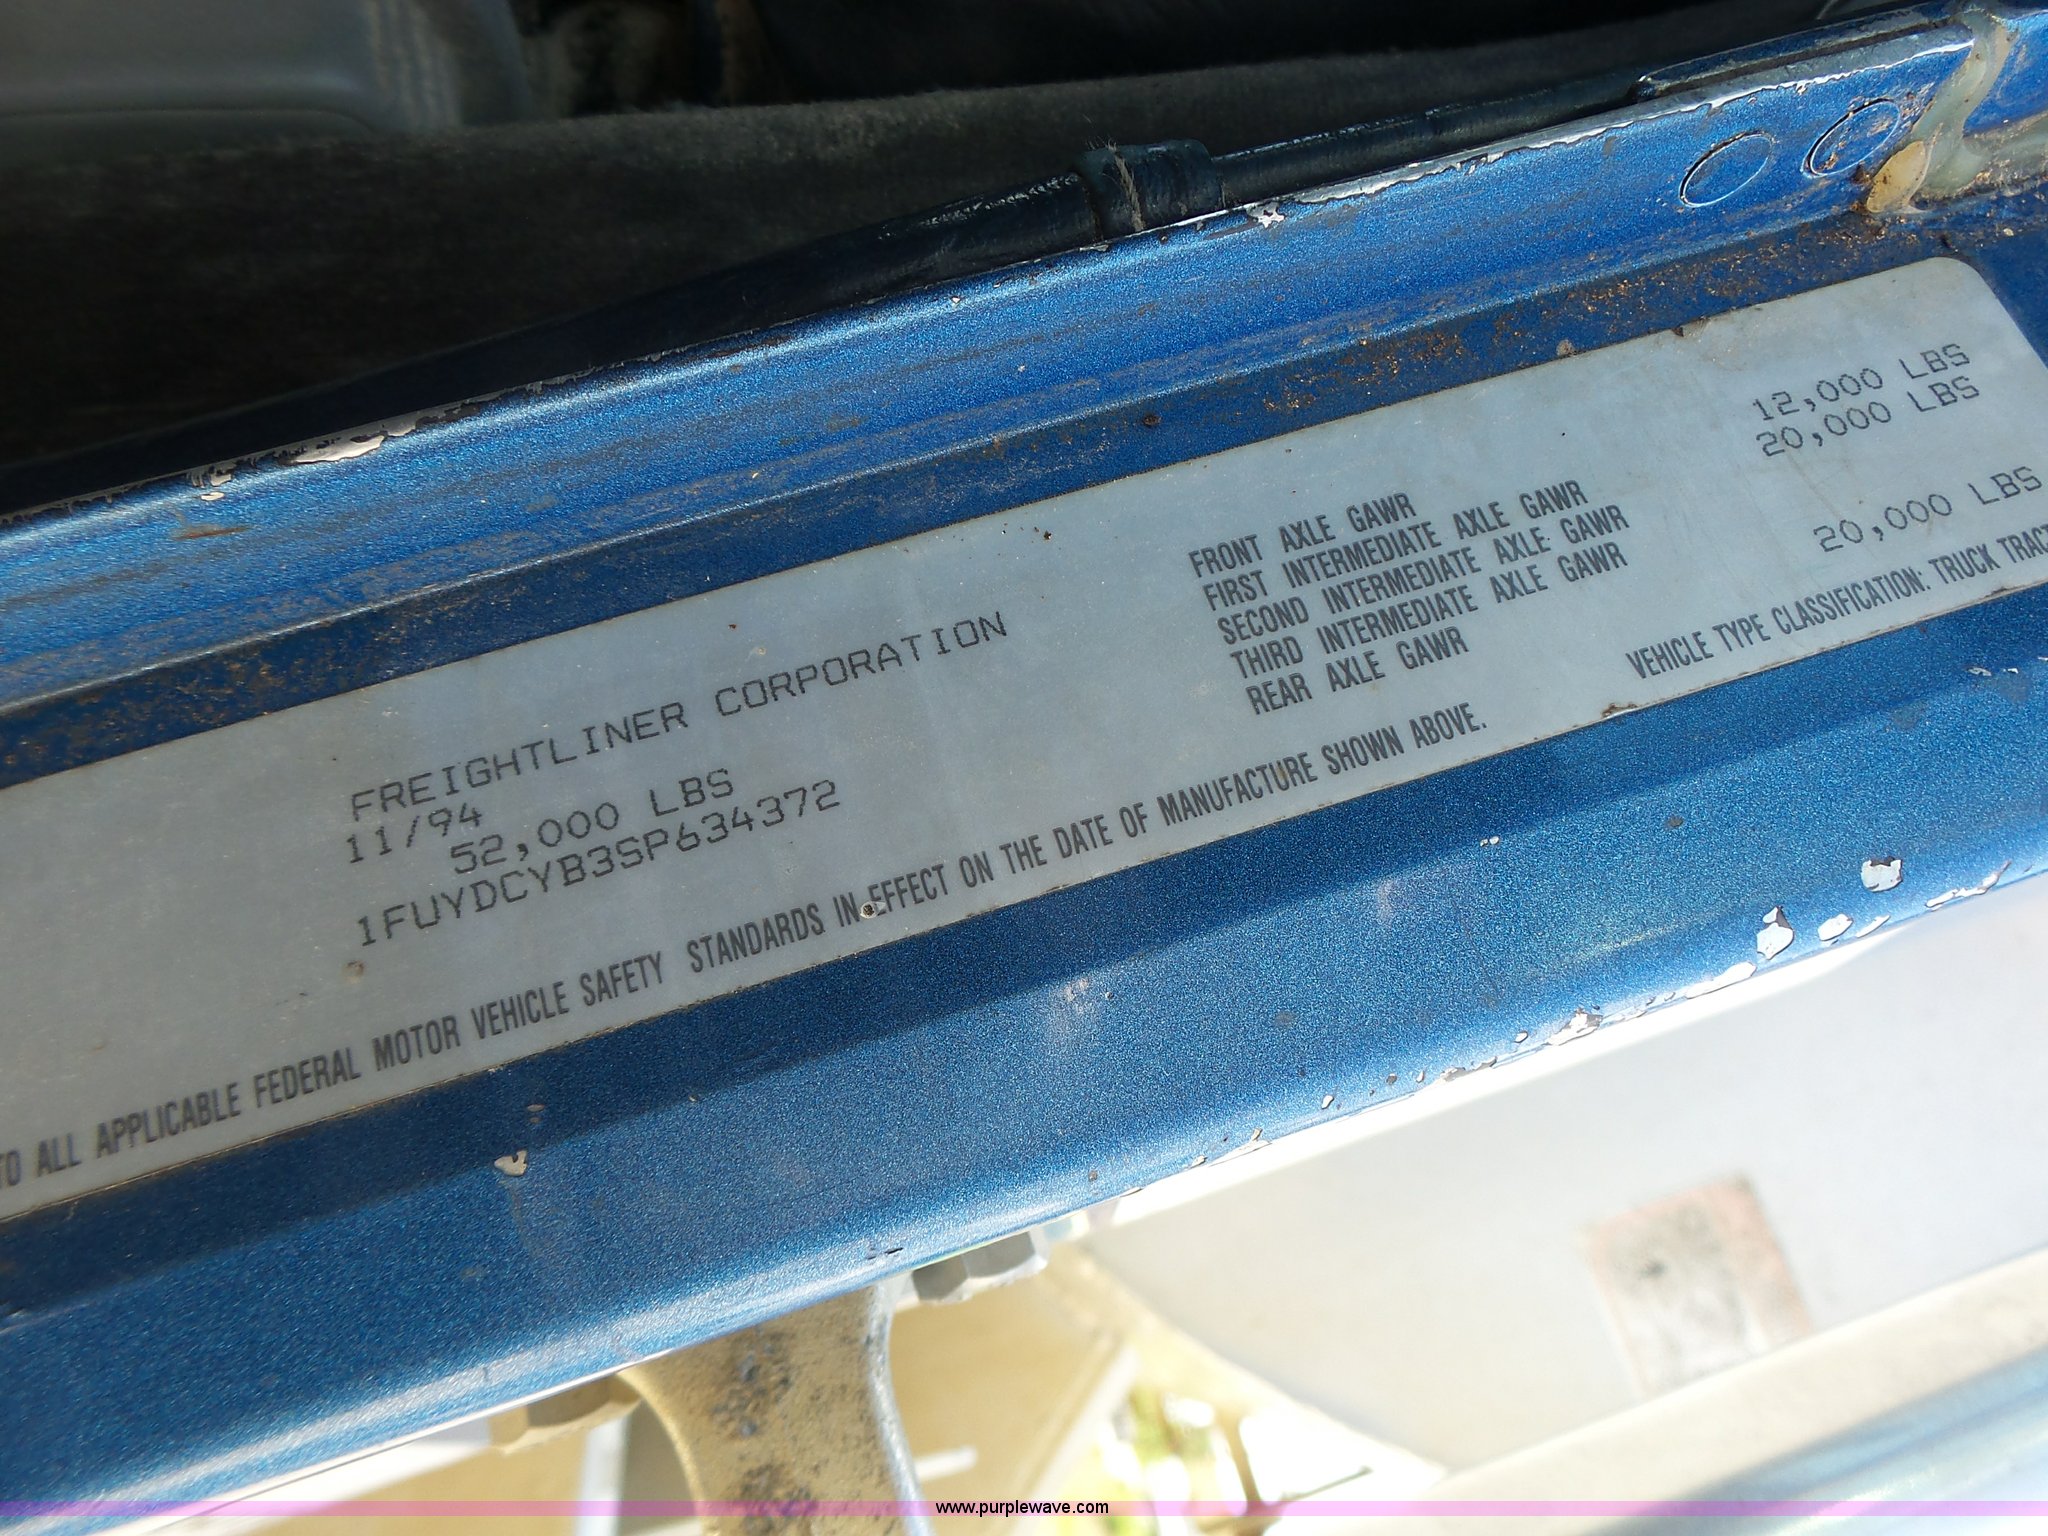 FREIGHTLINER CORPORATION
11/94
52,000 LBS
1FUYDCYB3SP634372
TO ALL APPLICABLE FEDERAL MOTOR VEHICLE SAFETY STANDARDS IN EFFECT ON THE DATE OF MANUFACTURE SHOWN ABOVE.
FRONT AXLE GAWR 12,000 LBS
FIRST INTERMEDIATE AXLE GAWR 20,000 LBS
SECOND INTERMEDIATE AXLE GAWR
THIRD INTERMEDIATE AXLE GAWR
REAR AXLE GAWR 20,000 LBS
VEHICLE TYPE CLASSIFICATION: TRUCK TRACT
www.purplewave.com